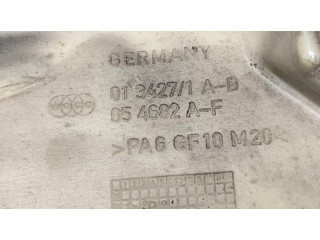 GERMANY
01 3427/1 A-D
05 4682 A-F
>PA6 GF10 M20<